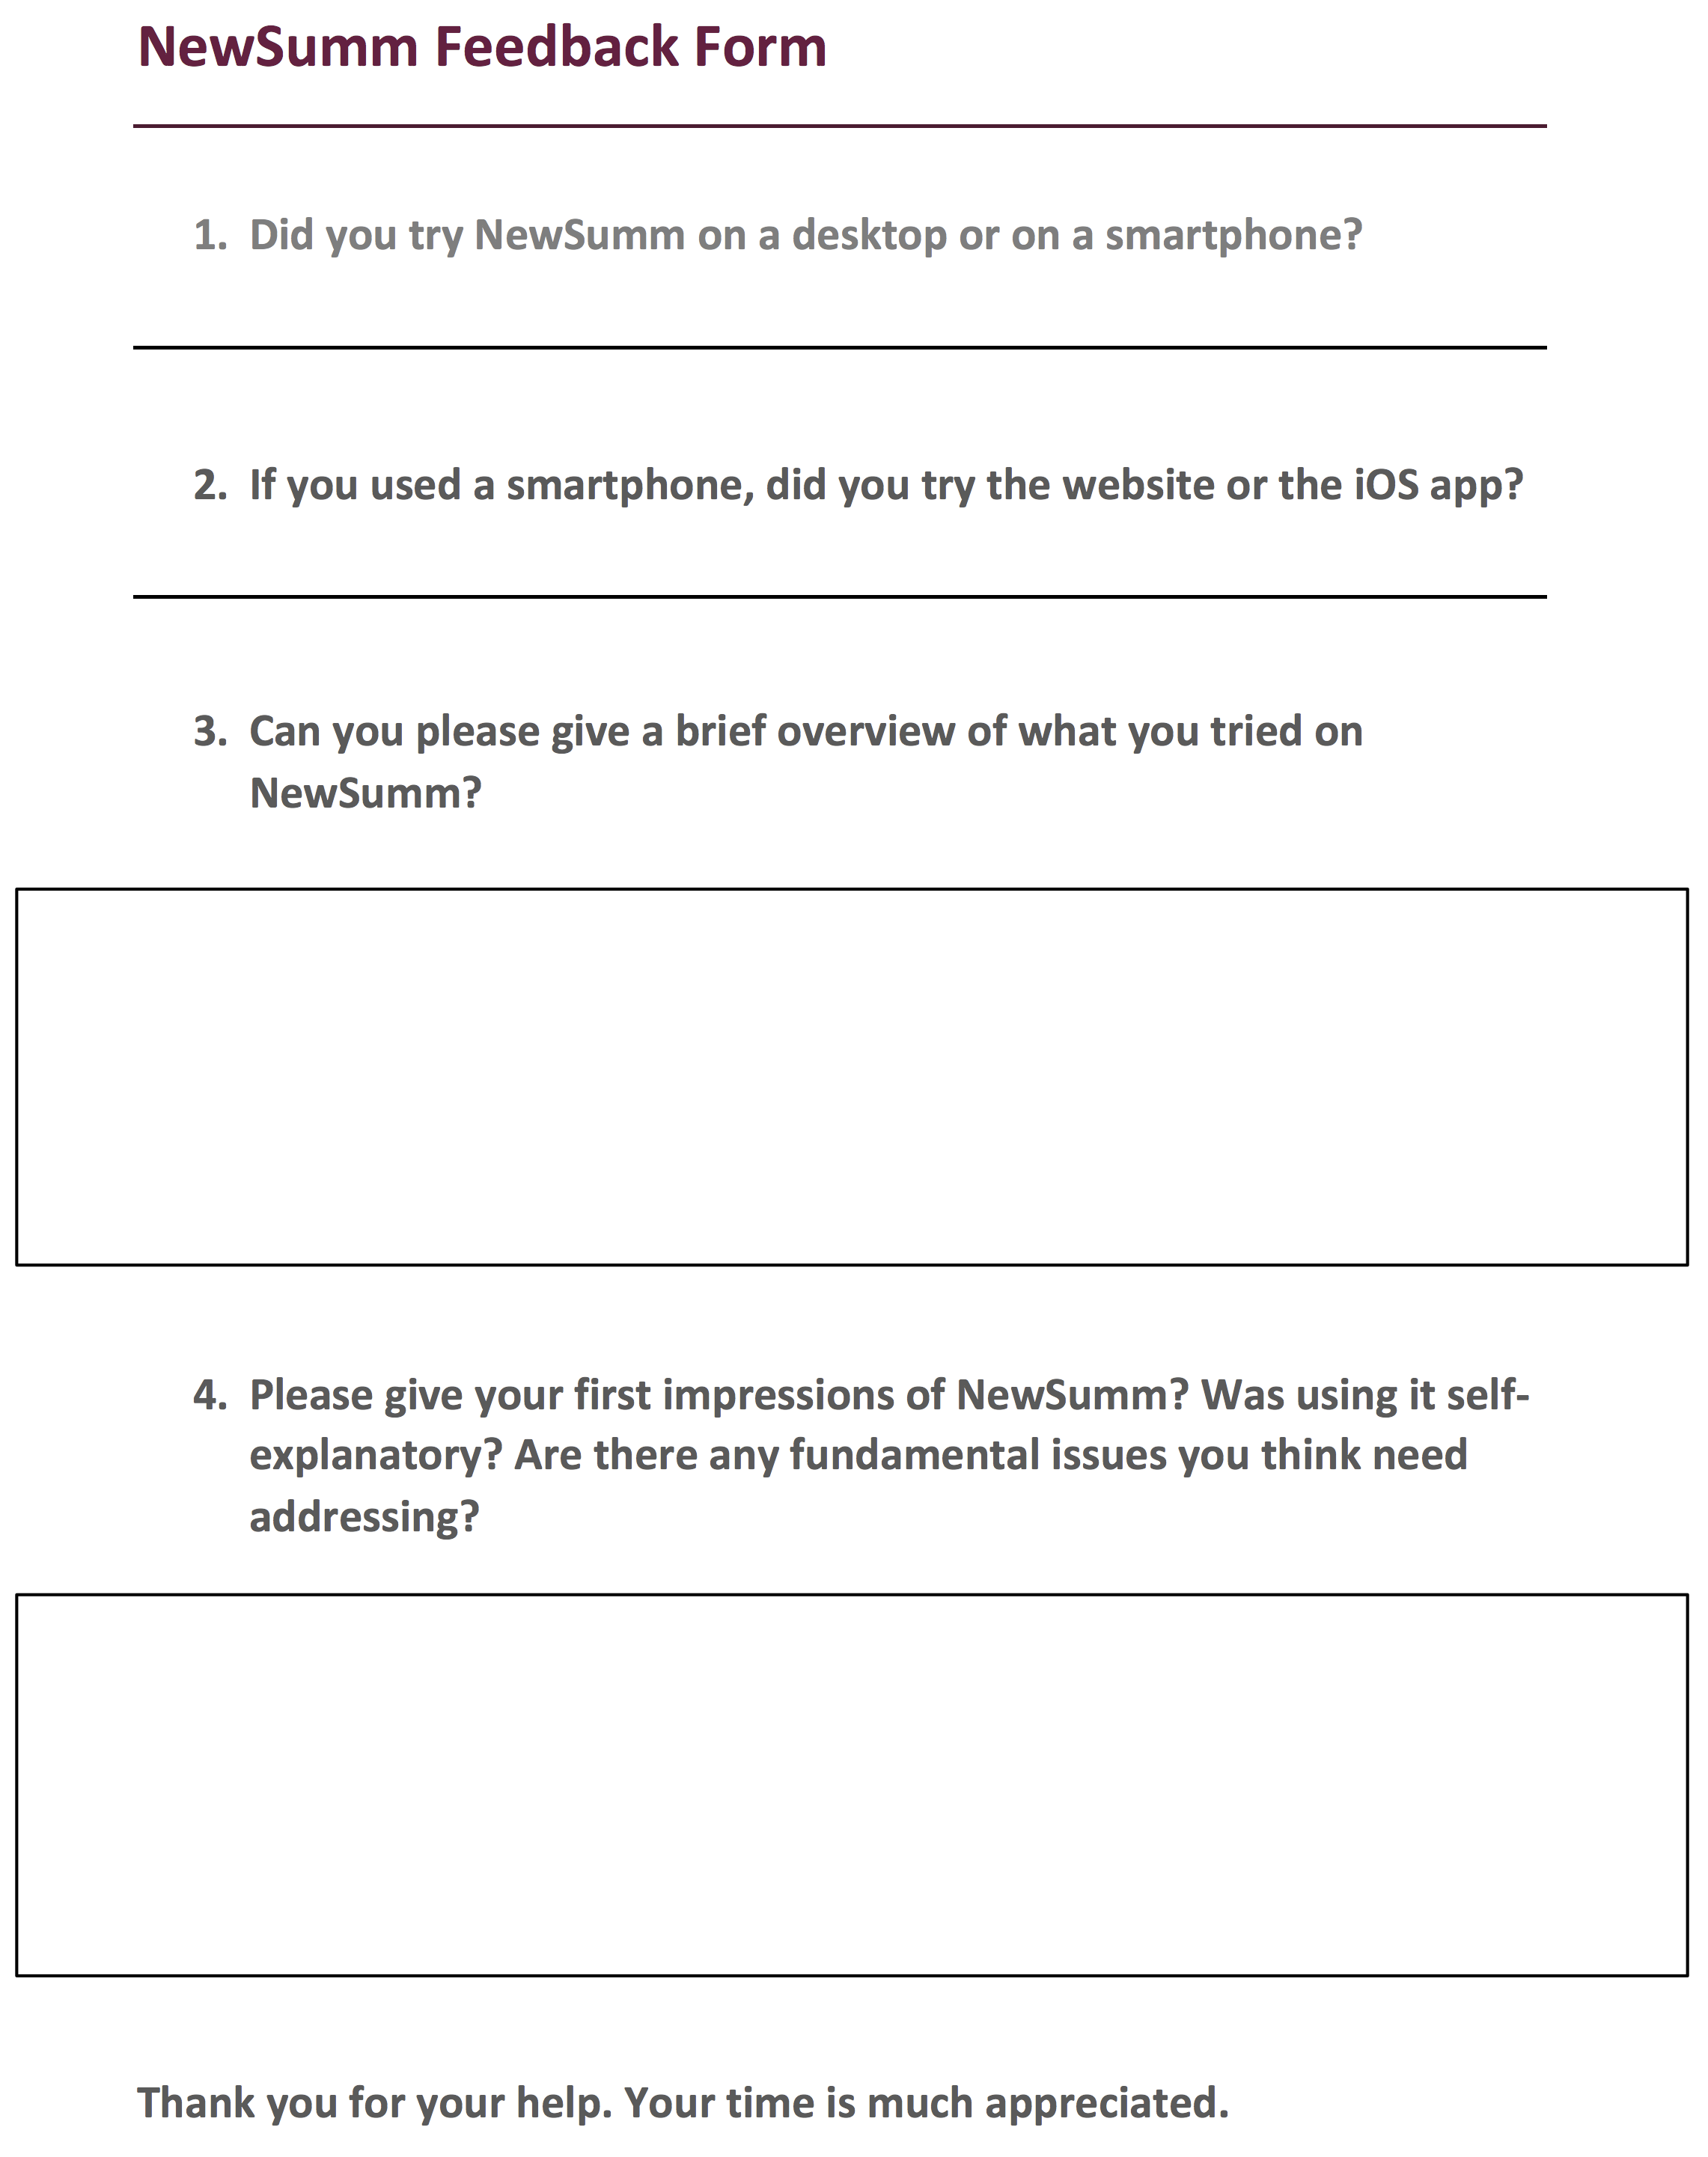 NewSumm Feedback Form
1. Did you try NewSumm on a desktop or on a smartphone?
2. If you used a smartphone, did you try the website or the iOS app?
3. Can you please give a brief overview of what you tried on
NewSumm?
4. Please give your first impressions of NewSumm? Was using it self-
explanatory? Are there any fundamental issues you think need
addressing?
Thank you for your help. Your time is much appreciated.